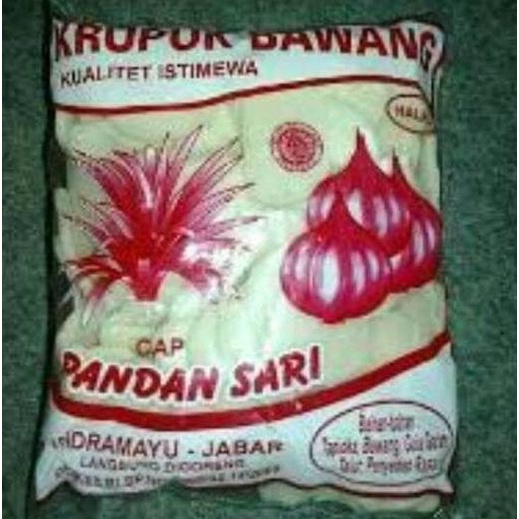 KRUPUK BAWANG
KUALITET ISTIMEWA
HALAL
CAP
PANDAN SARI
INDRAMAYU - JABAR
LANGSUNG DIGORENG
Bahan-bahan
Tapioka, Bawang, Gula Garam
Telur, Penyedap Rasa